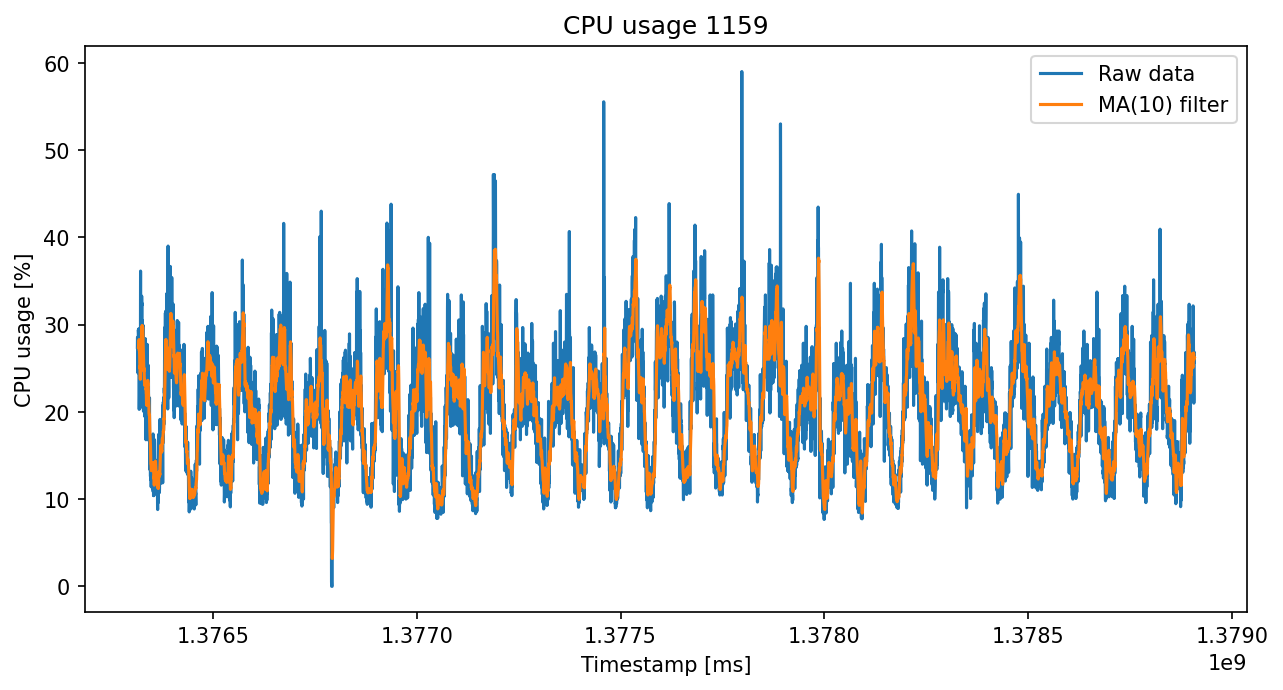 CPU usage 1159
Raw data
MA(10) filter
CPU usage [%]
60
50
40
30
20
10
0
1.3765 1.3770 1.3775 1.3780 1.3785 1.3790
1e9
Timestamp [ms]